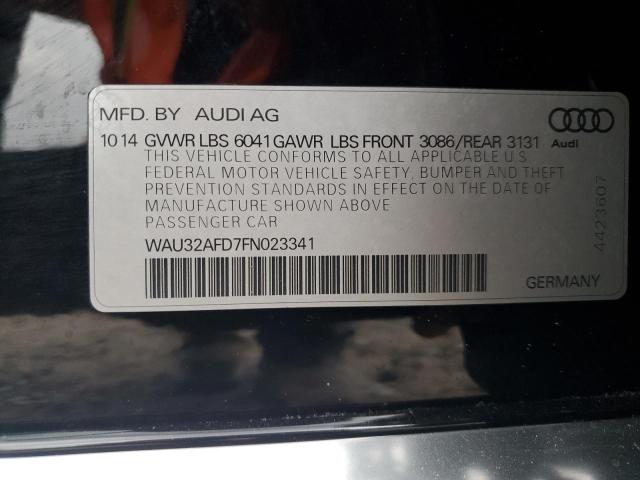 MFD. BY AUDI AG
10 14 GVWR LBS 6041 GAWR LBS FRONT 3086/REAR 3131
Audi
THIS VEHICLE CONFORMS TO ALL APPLICABLE U.S
FEDERAL MOTOR VEHICLE SAFETY, BUMPER AND THEFT
PREVENTION STANDARDS IN EFFECT ON THE DATE OF
MANUFACTURE SHOWN ABOVE
PASSENGER CAR
WAU32AFD7FN023341
4423607
GERMANY